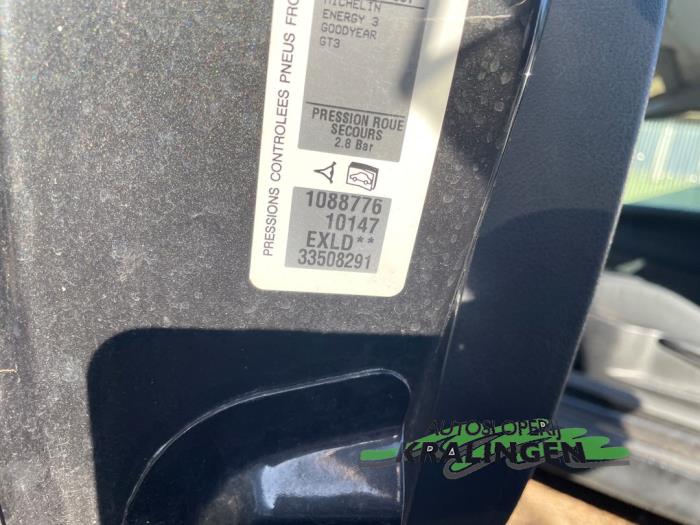 MICHELIN
ENERGY 3
GOODYEAR
GT3
PRESSION ROUE
SECOURS
2.8 Bar
PRESSIONS CONTROLEES PNEUS FRO
1088776
10147
EXLD**
33508291
AUTOSLOPERIJ
KRALINGEN